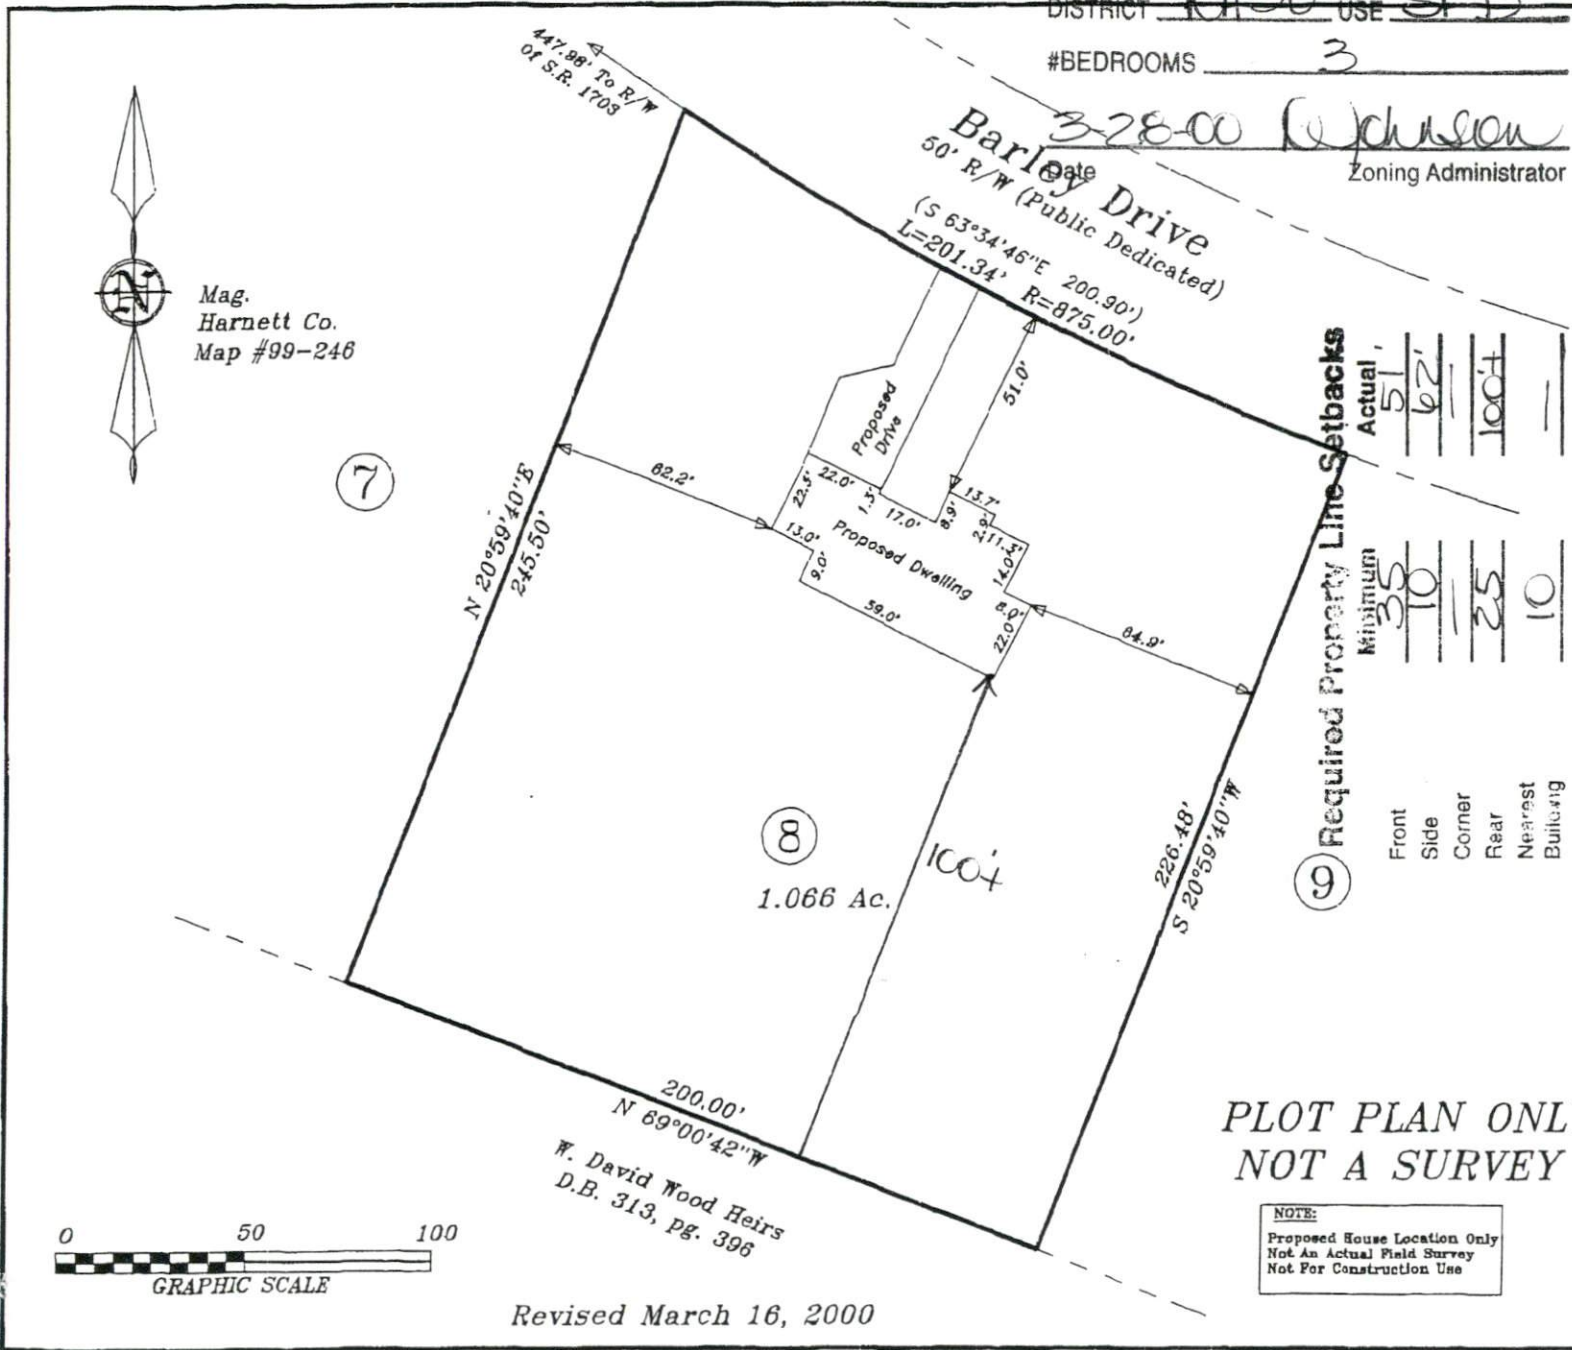 DISTRICT USE
#BEDROOMS 3
3-28-00 Johnson
Date Zoning Administrator
447.98' To R/W
Of S.R. 1703
Barley Drive
50' R/W (Public Dedicated)
(S 63°34'46"E 200.90')
L=201.34' R=875.00'
N
Mag.
Harnett Co.
Map #99-246
7
N 20°59'40"E
245.50'
62.2'
Proposed
Drive
51.0'
22.0'
22.3'
1.3'
17.0'
8.9'
13.7'
2.9'
11.3'
14.0'
8.0'
22.0'
13.0'
9.0'
59.0'
Proposed Dwelling
84.9'
8
1.066 Ac.
100'+
226.48'
S 20°59'40"W
9
Required Property Line Setbacks
Minimum Actual
Front 35 51'
Side 10 62'
Corner — —
Rear 25 100'+
Nearest
Building 10 —
200.00'
N 69°00'42"W
W. David Wood Heirs
D.B. 313, pg. 396
PLOT PLAN ONL
NOT A SURVEY
NOTE:
Proposed House Location Only
Not An Actual Field Survey
Not For Construction Use
0 50 100
GRAPHIC SCALE
Revised March 16, 2000